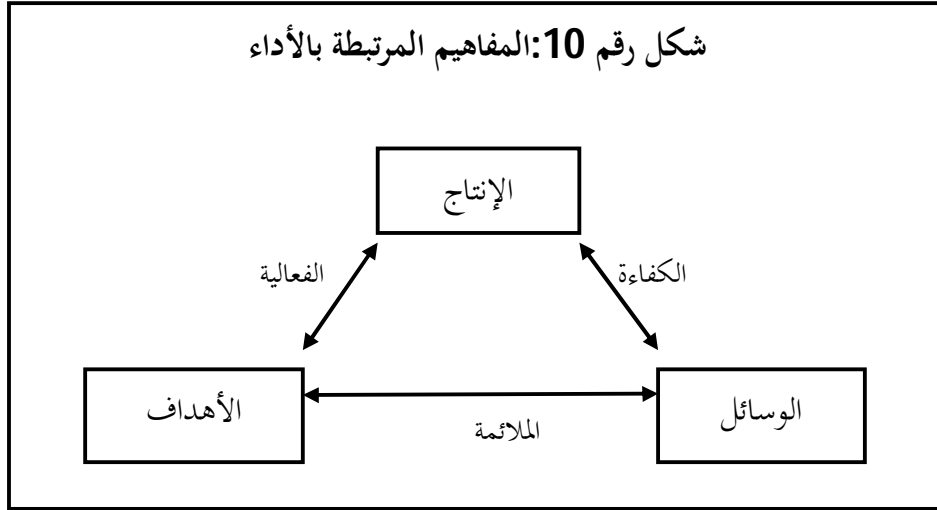 شكل رقم 10:المفاهيم المرتبطة بالأداء
الإنتاج
الكفاءة
الفعالية
الوسائل
الأهداف
الملائمة